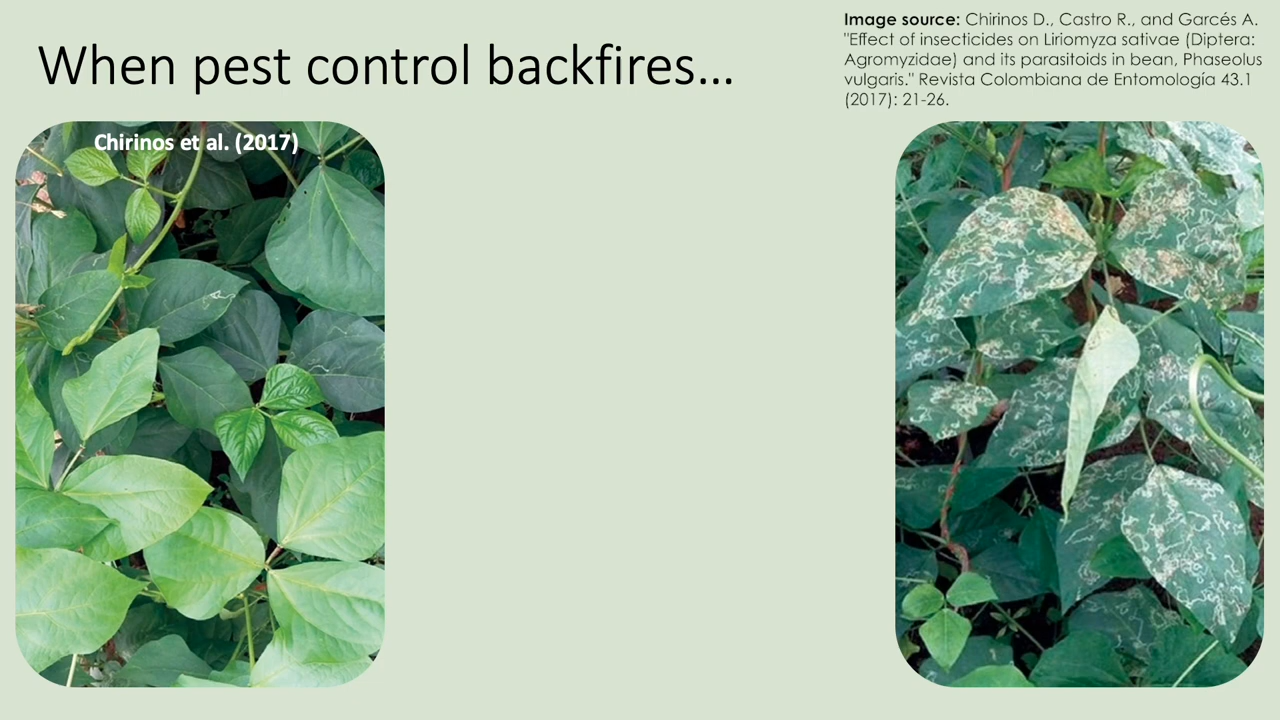 When pest control backfires...
Image source: Chirinos D., Castro R., and Garcés A.
"Effect of insecticides on Liriomyza sativae (Diptera:
Agromyzidae) and its parasitoids in bean, Phaseolus
vulgaris." Revista Colombiana de Entomología 43.1
(2017): 21-26.
Chirinos et al. (2017)